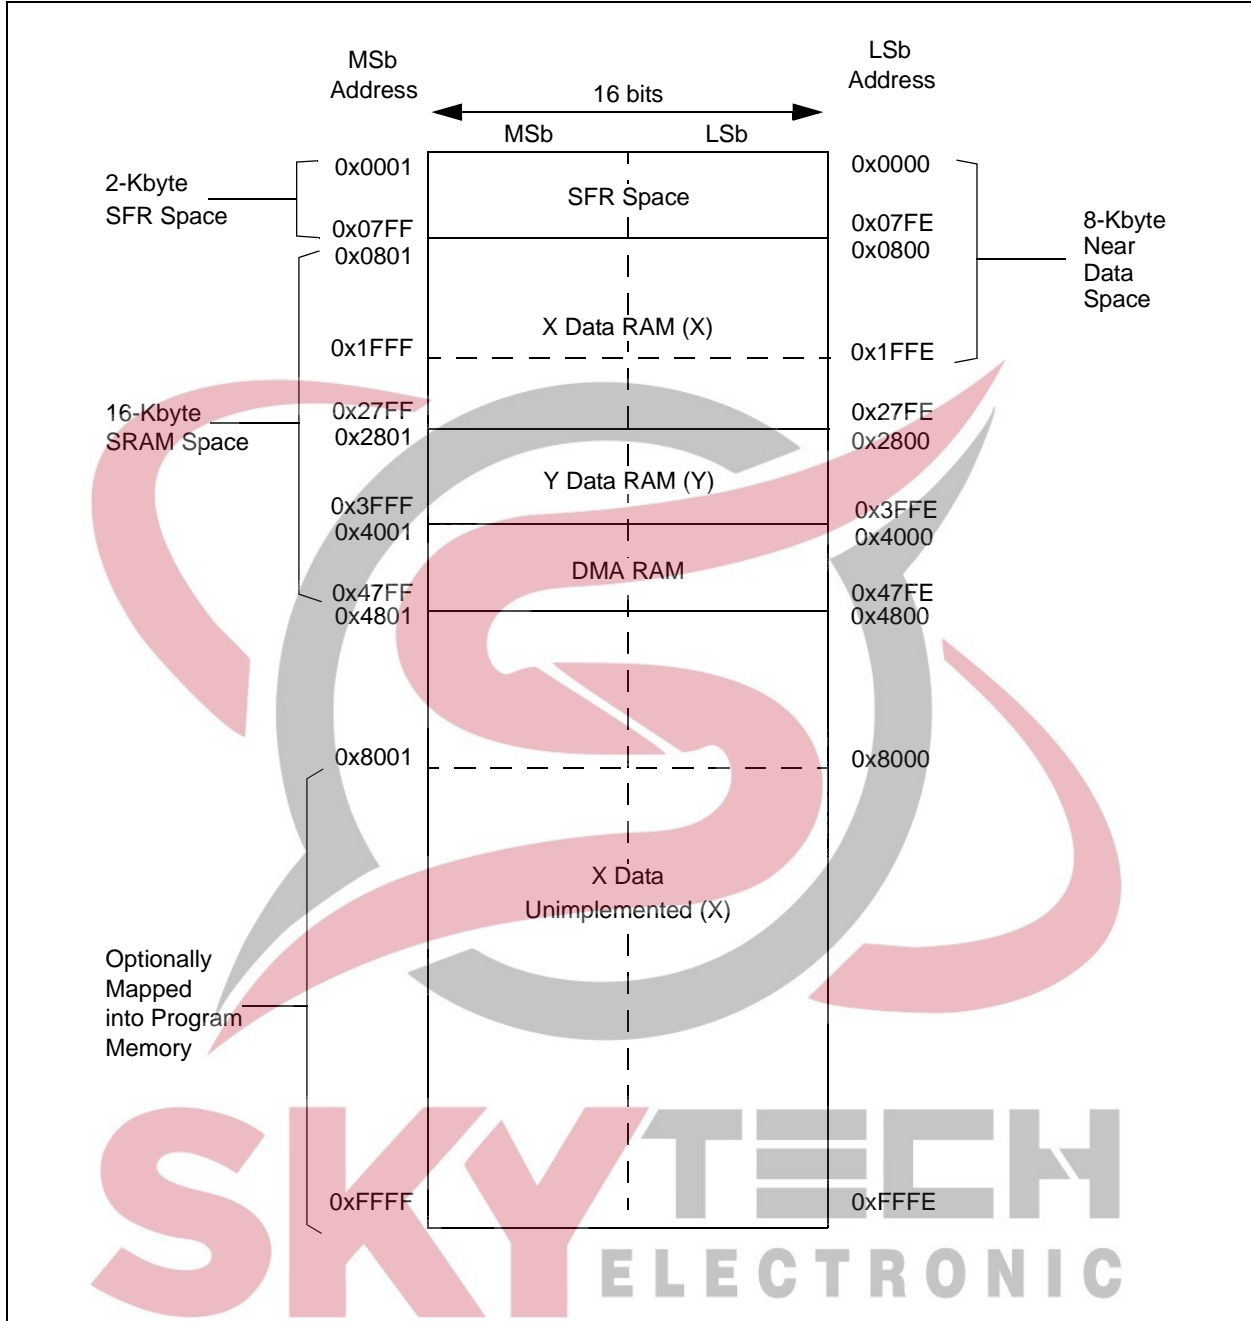 MSb
Address
LSb
Address
16 bits
MSb
LSb
0x0001
0x0000
2-Kbyte
SFR Space
SFR Space
0x07FF
0x07FE
0x0801
0x0800
8-Kbyte
Near
Data
Space
X Data RAM (X)
0x1FFF
0x1FFE
16-Kbyte
SRAM Space
0x27FF
0x27FE
0x2801
0x2800
Y Data RAM (Y)
0x3FFF
0x3FFE
0x4001
0x4000
DMA RAM
0x47FF
0x47FE
0x4801
0x4800
0x8001
0x8000
X Data
Unimplemented (X)
Optionally
Mapped
into Program
Memory
0xFFFF
0xFFFE
SKYTECH
ELECTRONIC